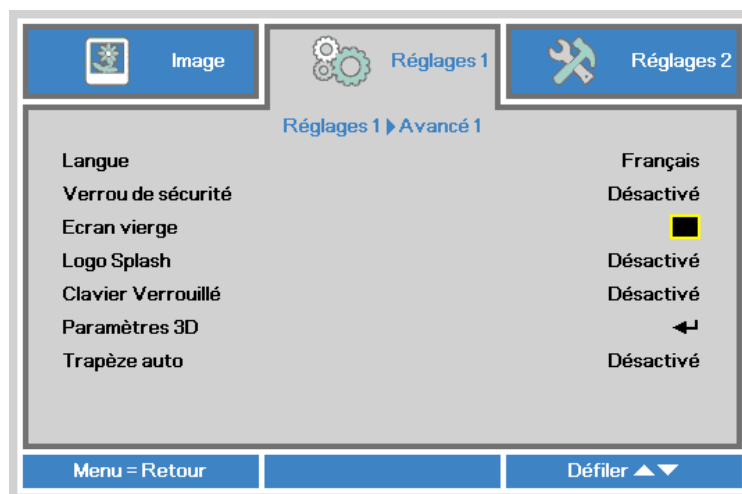 Image
Réglages 1
Réglages 2
Réglages 1 Avancé 1
Langue Français
Verrou de sécurité Désactivé
Ecran vierge
Logo Splash Désactivé
Clavier Verrouillé Désactivé
Paramètres 3D
Trapèze auto Désactivé
Menu = Retour
Défiler